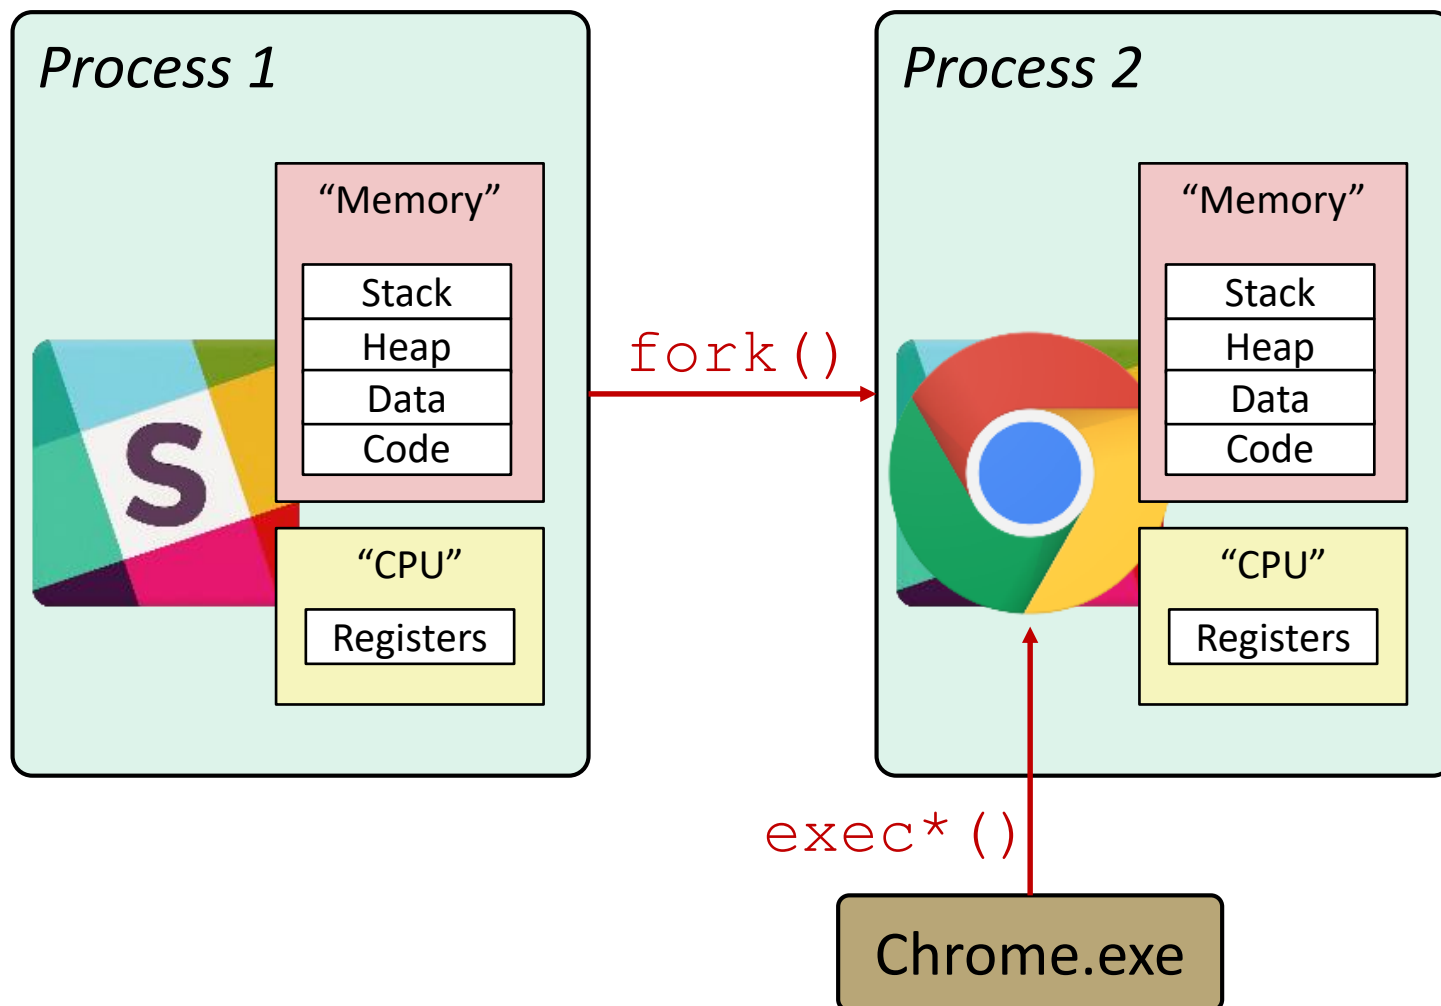 Process 1
“Memory”
Stack
Heap
Data
Code
S
“CPU”
Registers
fork()
Process 2
“Memory”
Stack
Heap
Data
Code
“CPU”
Registers
exec*()
Chrome.exe